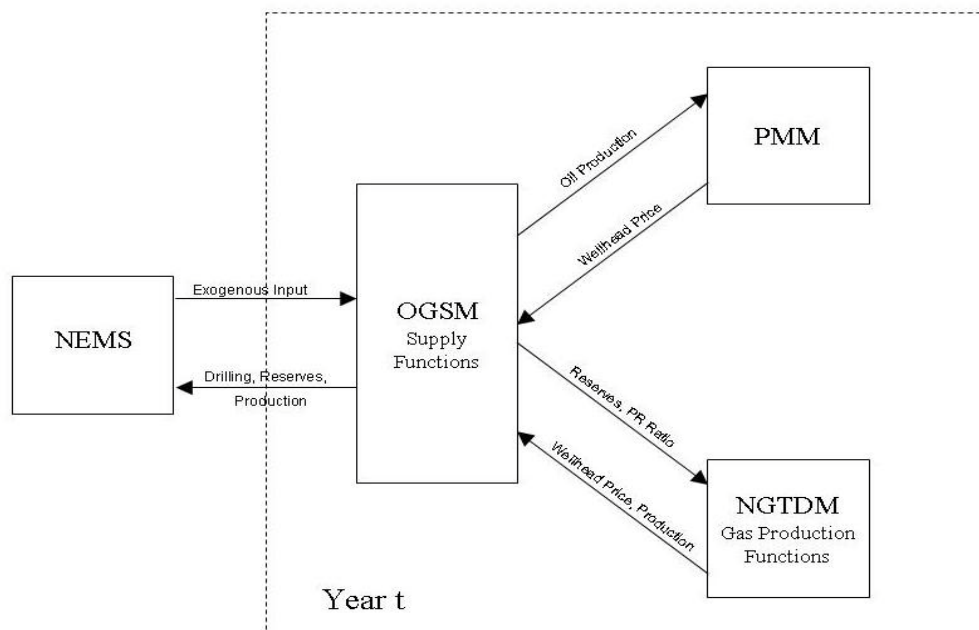 PMM
Oil Production
Wellhead Price
NEMS
Exogenous Input
Drilling, Reserves,
Production
OGSM
Supply
Functions
Reserves, PR Ratio
Wellhead Price, Production
NGTDM
Gas Production
Functions
Year t